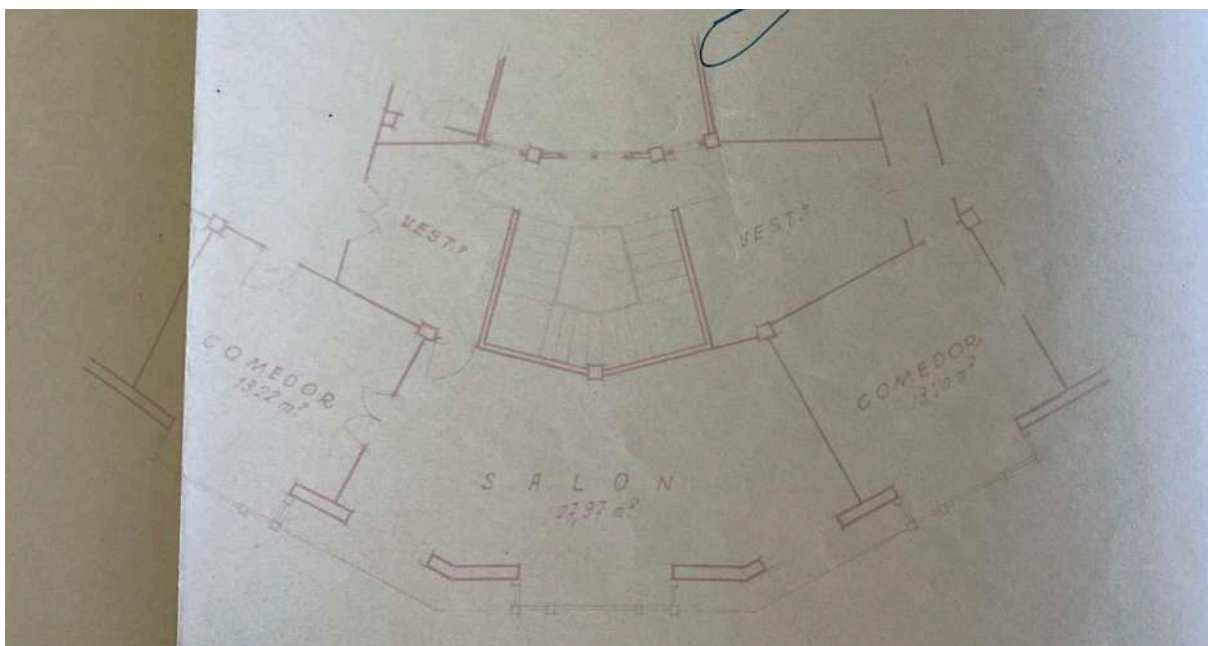 VEST.º
VEST.º
COMEDOR
13.22 m²
COMEDOR
SALON
27,97 m²